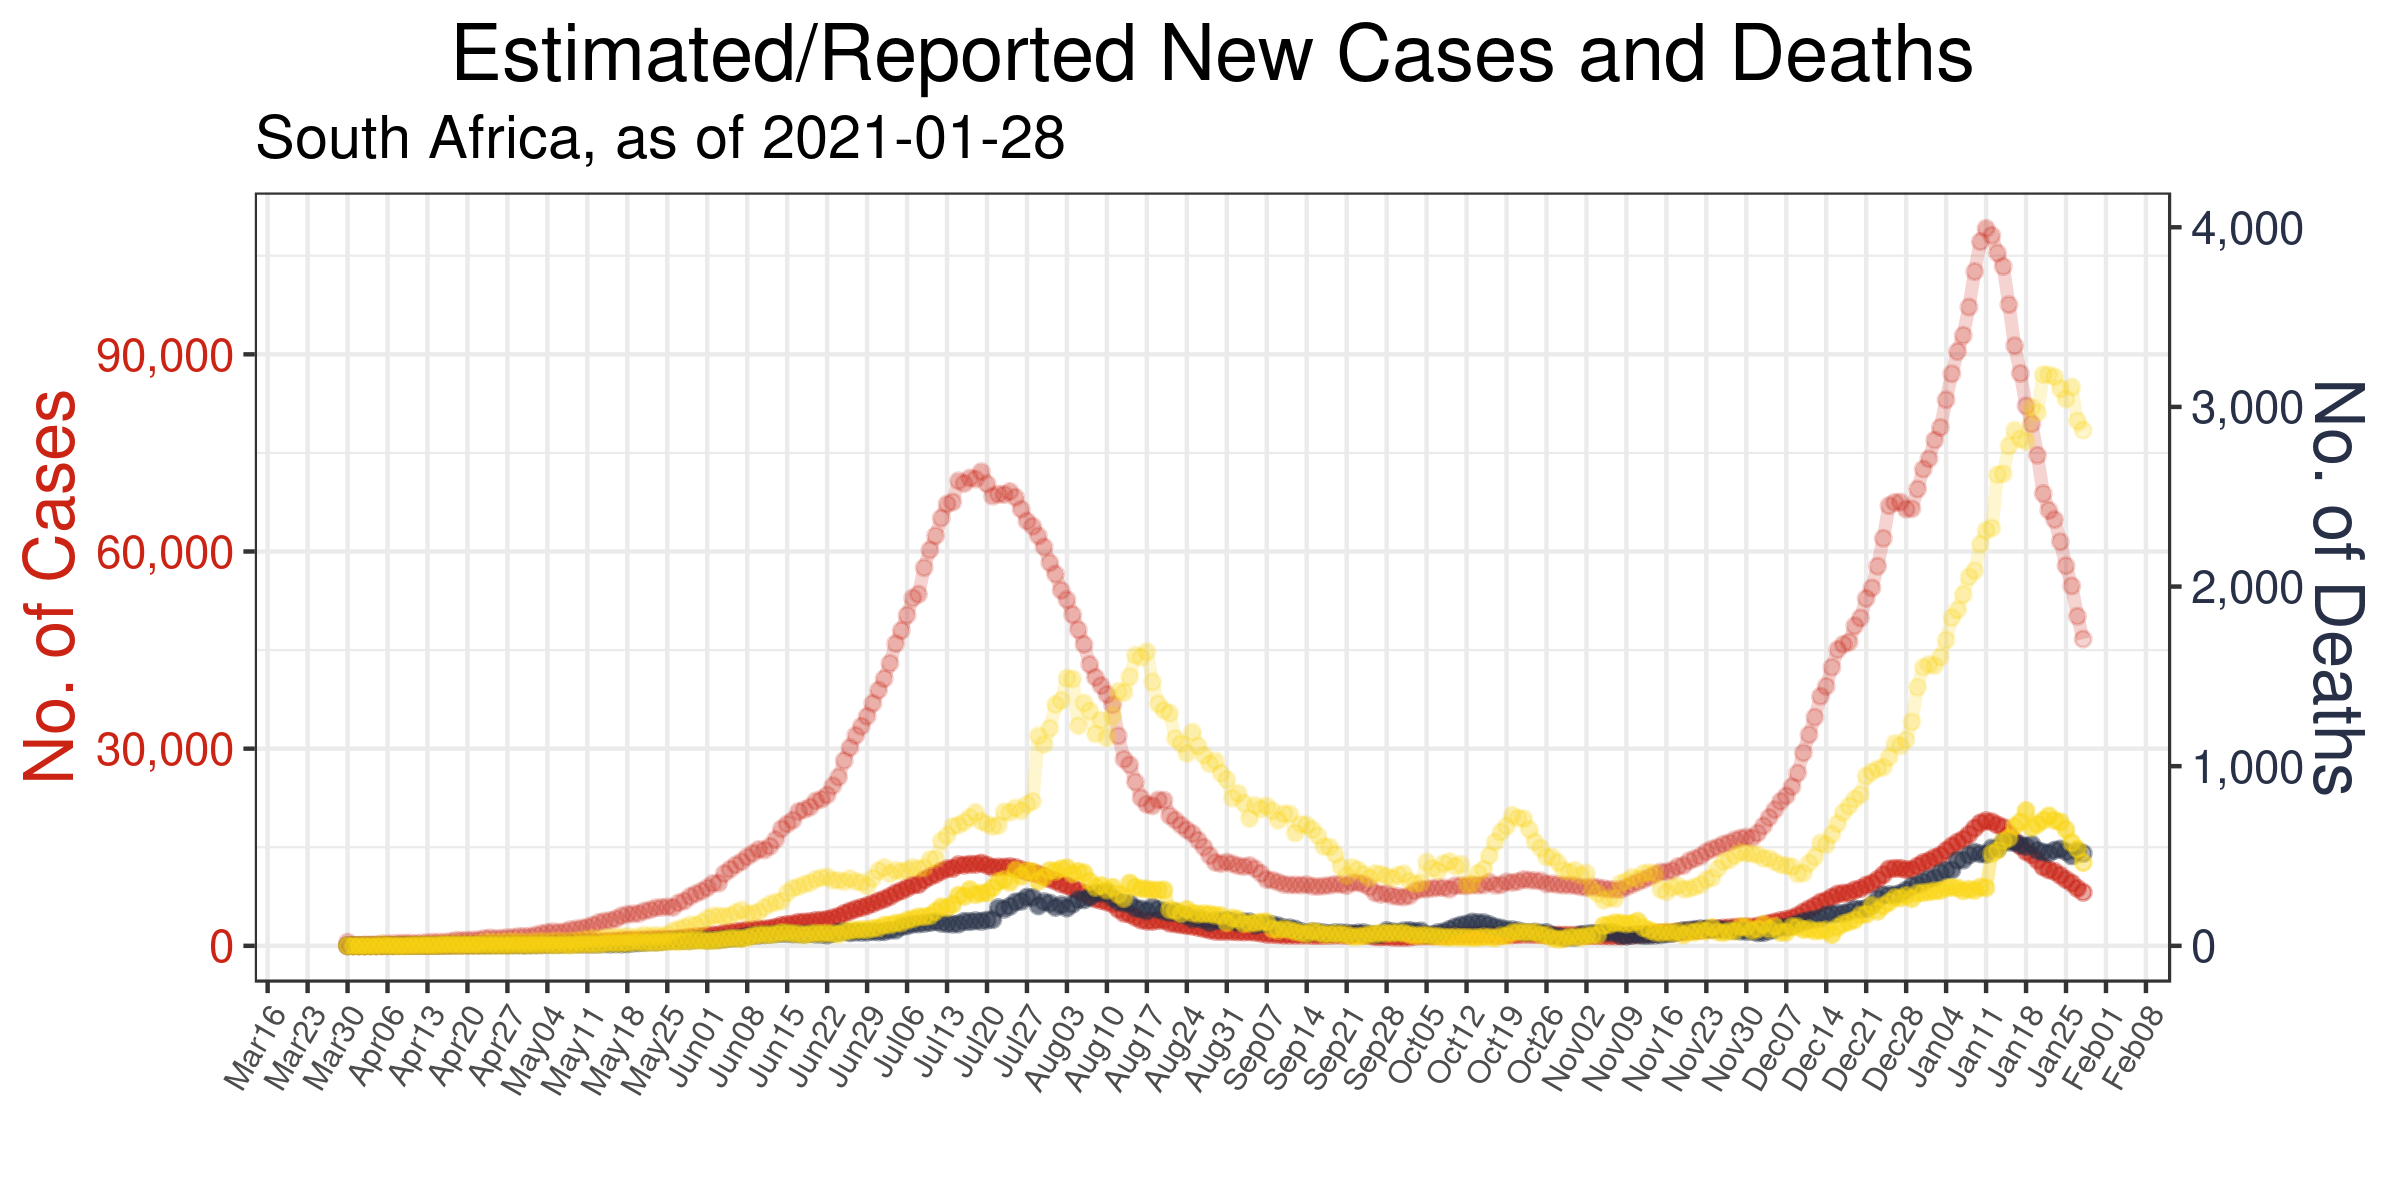 Estimated/Reported New Cases and Deaths
South Africa, as of 2021-01-28
No. of Cases
90,000
60,000
30,000
0
4,000
3,000
2,000
1,000
0
No. of Deaths
Mar16 Mar23 Mar30 Apr06 Apr13 Apr20 Apr27 May04 May11 May18 May25 Jun01 Jun08 Jun15 Jun22 Jun29 Jul06 Jul13 Jul20 Jul27 Aug03 Aug10 Aug17 Aug24 Aug31 Sep07 Sep14 Sep21 Sep28 Oct05 Oct12 Oct19 Oct26 Nov02 Nov09 Nov16 Nov23 Nov30 Dec07 Dec14 Dec21 Dec28 Jan04 Jan11 Jan18 Jan25 Feb01 Feb08